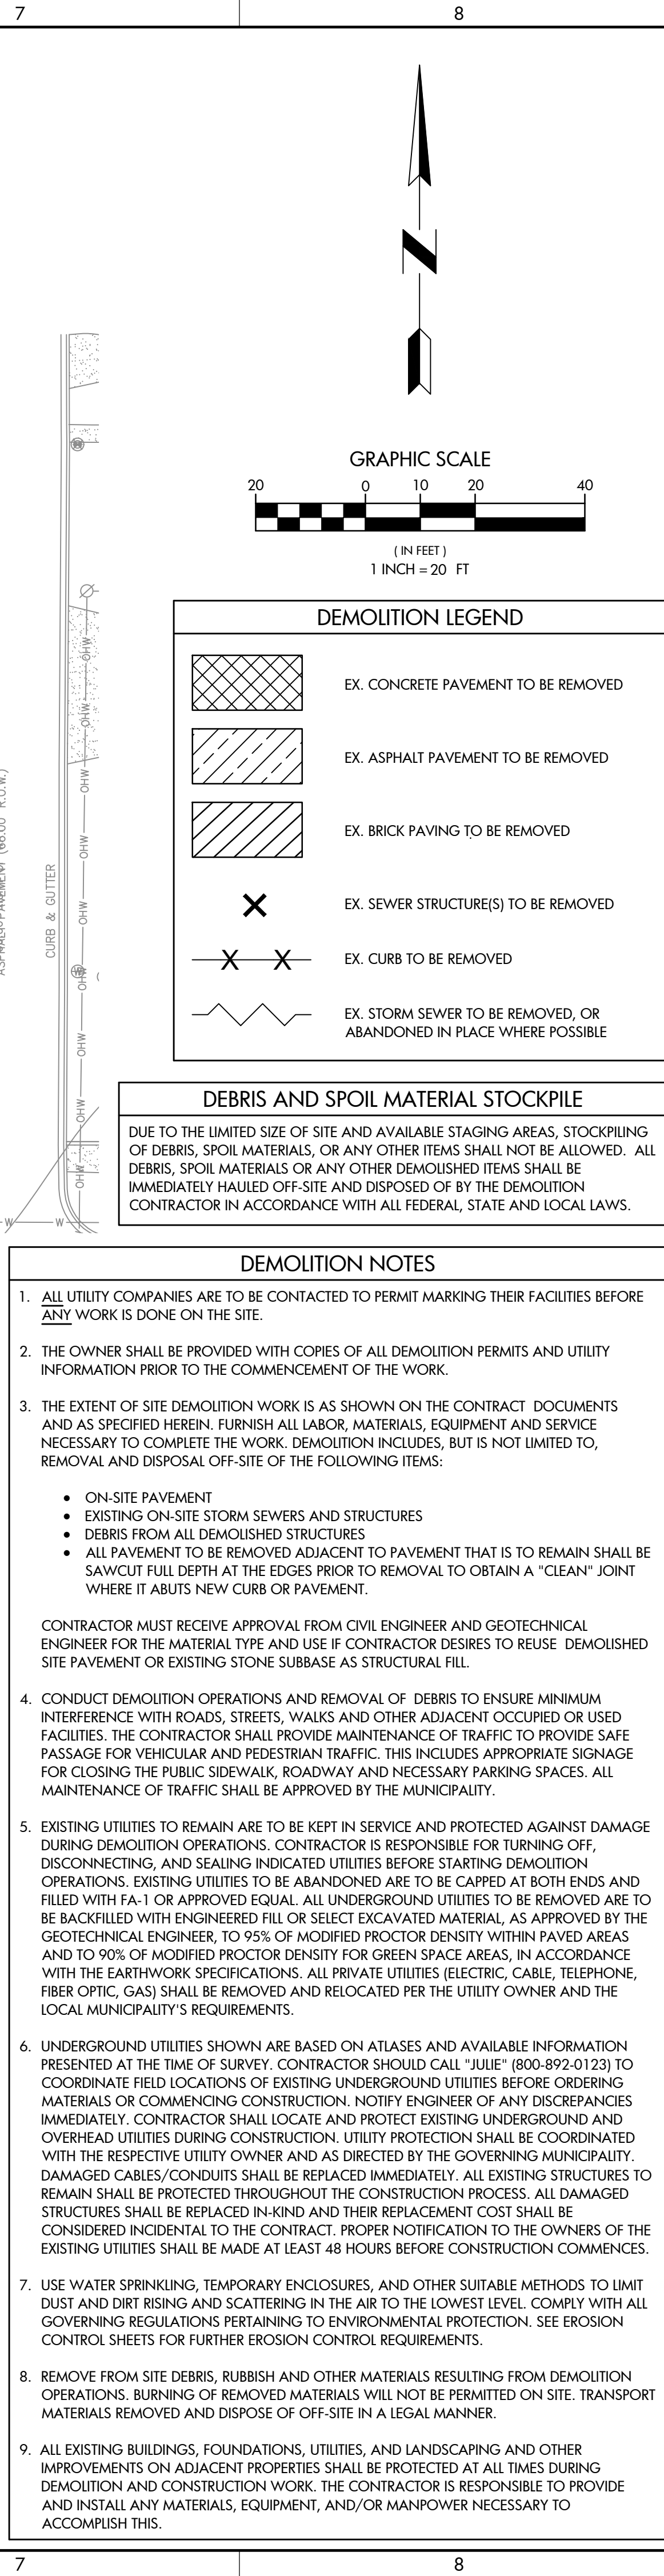 7 8
N
GRAPHIC SCALE
20 0 10 20 40
( IN FEET )
1 INCH = 20 FT
DEMOLITION LEGEND
EX. CONCRETE PAVEMENT TO BE REMOVED
EX. ASPHALT PAVEMENT TO BE REMOVED
EX. BRICK PAVING TO BE REMOVED
EX. SEWER STRUCTURE(S) TO BE REMOVED
X X EX. CURB TO BE REMOVED
EX. STORM SEWER TO BE REMOVED, OR
ABANDONED IN PLACE WHERE POSSIBLE
ASPHALT PAVEMENT (66.00' R.O.W.)
CURB & GUTTER
OHW
OHW
OHW
OHW
OHW
OHW
OHW
OHW
OHW
W W
DEBRIS AND SPOIL MATERIAL STOCKPILE
DUE TO THE LIMITED SIZE OF SITE AND AVAILABLE STAGING AREAS, STOCKPILING
OF DEBRIS, SPOIL MATERIALS, OR ANY OTHER ITEMS SHALL NOT BE ALLOWED. ALL
DEBRIS, SPOIL MATERIALS OR ANY OTHER DEMOLISHED ITEMS SHALL BE
IMMEDIATELY HAULED OFF-SITE AND DISPOSED OF BY THE DEMOLITION
CONTRACTOR IN ACCORDANCE WITH ALL FEDERAL, STATE AND LOCAL LAWS.
DEMOLITION NOTES
1. ALL UTILITY COMPANIES ARE TO BE CONTACTED TO PERMIT MARKING THEIR FACILITIES BEFORE
ANY WORK IS DONE ON THE SITE.
2. THE OWNER SHALL BE PROVIDED WITH COPIES OF ALL DEMOLITION PERMITS AND UTILITY
INFORMATION PRIOR TO THE COMMENCEMENT OF THE WORK.
3. THE EXTENT OF SITE DEMOLITION WORK IS AS SHOWN ON THE CONTRACT DOCUMENTS
AND AS SPECIFIED HEREIN. FURNISH ALL LABOR, MATERIALS, EQUIPMENT AND SERVICE
NECESSARY TO COMPLETE THE WORK. DEMOLITION INCLUDES, BUT IS NOT LIMITED TO,
REMOVAL AND DISPOSAL OFF-SITE OF THE FOLLOWING ITEMS:
• ON-SITE PAVEMENT
• EXISTING ON-SITE STORM SEWERS AND STRUCTURES
• DEBRIS FROM ALL DEMOLISHED STRUCTURES
• ALL PAVEMENT TO BE REMOVED ADJACENT TO PAVEMENT THAT IS TO REMAIN SHALL BE
SAWCUT FULL DEPTH AT THE EDGES PRIOR TO REMOVAL TO OBTAIN A "CLEAN" JOINT
WHERE IT ABUTS NEW CURB OR PAVEMENT.
CONTRACTOR MUST RECEIVE APPROVAL FROM CIVIL ENGINEER AND GEOTECHNICAL
ENGINEER FOR THE MATERIAL TYPE AND USE IF CONTRACTOR DESIRES TO REUSE DEMOLISHED
SITE PAVEMENT OR EXISTING STONE SUBBASE AS STRUCTURAL FILL.
4. CONDUCT DEMOLITION OPERATIONS AND REMOVAL OF DEBRIS TO ENSURE MINIMUM
INTERFERENCE WITH ROADS, STREETS, WALKS AND OTHER ADJACENT OCCUPIED OR USED
FACILITIES. THE CONTRACTOR SHALL PROVIDE MAINTENANCE OF TRAFFIC TO PROVIDE SAFE
PASSAGE FOR VEHICULAR AND PEDESTRIAN TRAFFIC. THIS INCLUDES APPROPRIATE SIGNAGE
FOR CLOSING THE PUBLIC SIDEWALK, ROADWAY AND NECESSARY PARKING SPACES. ALL
MAINTENANCE OF TRAFFIC SHALL BE APPROVED BY THE MUNICIPALITY.
5. EXISTING UTILITIES TO REMAIN ARE TO BE KEPT IN SERVICE AND PROTECTED AGAINST DAMAGE
DURING DEMOLITION OPERATIONS. CONTRACTOR IS RESPONSIBLE FOR TURNING OFF,
DISCONNECTING, AND SEALING INDICATED UTILITIES BEFORE STARTING DEMOLITION
OPERATIONS. EXISTING UTILITIES TO BE ABANDONED ARE TO BE CAPPED AT BOTH ENDS AND
FILLED WITH FA-1 OR APPROVED EQUAL. ALL UNDERGROUND UTILITIES TO BE REMOVED ARE TO
BE BACKFILLED WITH ENGINEERED FILL OR SELECT EXCAVATED MATERIAL, AS APPROVED BY THE
GEOTECHNICAL ENGINEER, TO 95% OF MODIFIED PROCTOR DENSITY WITHIN PAVED AREAS
AND TO 90% OF MODIFIED PROCTOR DENSITY FOR GREEN SPACE AREAS, IN ACCORDANCE
WITH THE EARTHWORK SPECIFICATIONS. ALL PRIVATE UTILITIES (ELECTRIC, CABLE, TELEPHONE,
FIBER OPTIC, GAS) SHALL BE REMOVED AND RELOCATED PER THE UTILITY OWNER AND THE
LOCAL MUNICIPALITY'S REQUIREMENTS.
6. UNDERGROUND UTILITIES SHOWN ARE BASED ON ATLASES AND AVAILABLE INFORMATION
PRESENTED AT THE TIME OF SURVEY. CONTRACTOR SHOULD CALL "JULIE" (800-892-0123) TO
COORDINATE FIELD LOCATIONS OF EXISTING UNDERGROUND UTILITIES BEFORE ORDERING
MATERIALS OR COMMENCING CONSTRUCTION. NOTIFY ENGINEER OF ANY DISCREPANCIES
IMMEDIATELY. CONTRACTOR SHALL LOCATE AND PROTECT EXISTING UNDERGROUND AND
OVERHEAD UTILITIES DURING CONSTRUCTION. UTILITY PROTECTION SHALL BE COORDINATED
WITH THE RESPECTIVE UTILITY OWNER AND AS DIRECTED BY THE GOVERNING MUNICIPALITY.
DAMAGED CABLES/CONDUITS SHALL BE REPLACED IMMEDIATELY. ALL EXISTING STRUCTURES TO
REMAIN SHALL BE PROTECTED THROUGHOUT THE CONSTRUCTION PROCESS. ALL DAMAGED
STRUCTURES SHALL BE REPLACED IN-KIND AND THEIR REPLACEMENT COST SHALL BE
CONSIDERED INCIDENTAL TO THE CONTRACT. PROPER NOTIFICATION TO THE OWNERS OF THE
EXISTING UTILITIES SHALL BE MADE AT LEAST 48 HOURS BEFORE CONSTRUCTION COMMENCES.
7. USE WATER SPRINKLING, TEMPORARY ENCLOSURES, AND OTHER SUITABLE METHODS TO LIMIT
DUST AND DIRT RISING AND SCATTERING IN THE AIR TO THE LOWEST LEVEL. COMPLY WITH ALL
GOVERNING REGULATIONS PERTAINING TO ENVIRONMENTAL PROTECTION. SEE EROSION
CONTROL SHEETS FOR FURTHER EROSION CONTROL REQUIREMENTS.
8. REMOVE FROM SITE DEBRIS, RUBBISH AND OTHER MATERIALS RESULTING FROM DEMOLITION
OPERATIONS. BURNING OF REMOVED MATERIALS WILL NOT BE PERMITTED ON SITE. TRANSPORT
MATERIALS REMOVED AND DISPOSE OF OFF-SITE IN A LEGAL MANNER.
9. ALL EXISTING BUILDINGS, FOUNDATIONS, UTILITIES, AND LANDSCAPING AND OTHER
IMPROVEMENTS ON ADJACENT PROPERTIES SHALL BE PROTECTED AT ALL TIMES DURING
DEMOLITION AND CONSTRUCTION WORK. THE CONTRACTOR IS RESPONSIBLE TO PROVIDE
AND INSTALL ANY MATERIALS, EQUIPMENT, AND/OR MANPOWER NECESSARY TO
ACCOMPLISH THIS.
7 8